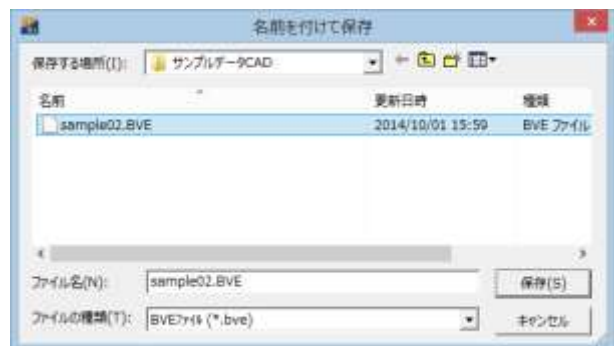 名前を付けて保存
保存する場所(I): サンプルデータCAD
名前 更新日時 種類
sample02.BVE 2014/10/01 15:59 BVE ファイル
ファイル名(N): sample02.BVE 保存(S)
ファイルの種類(T): BVEファイル (*.bve) キャンセル